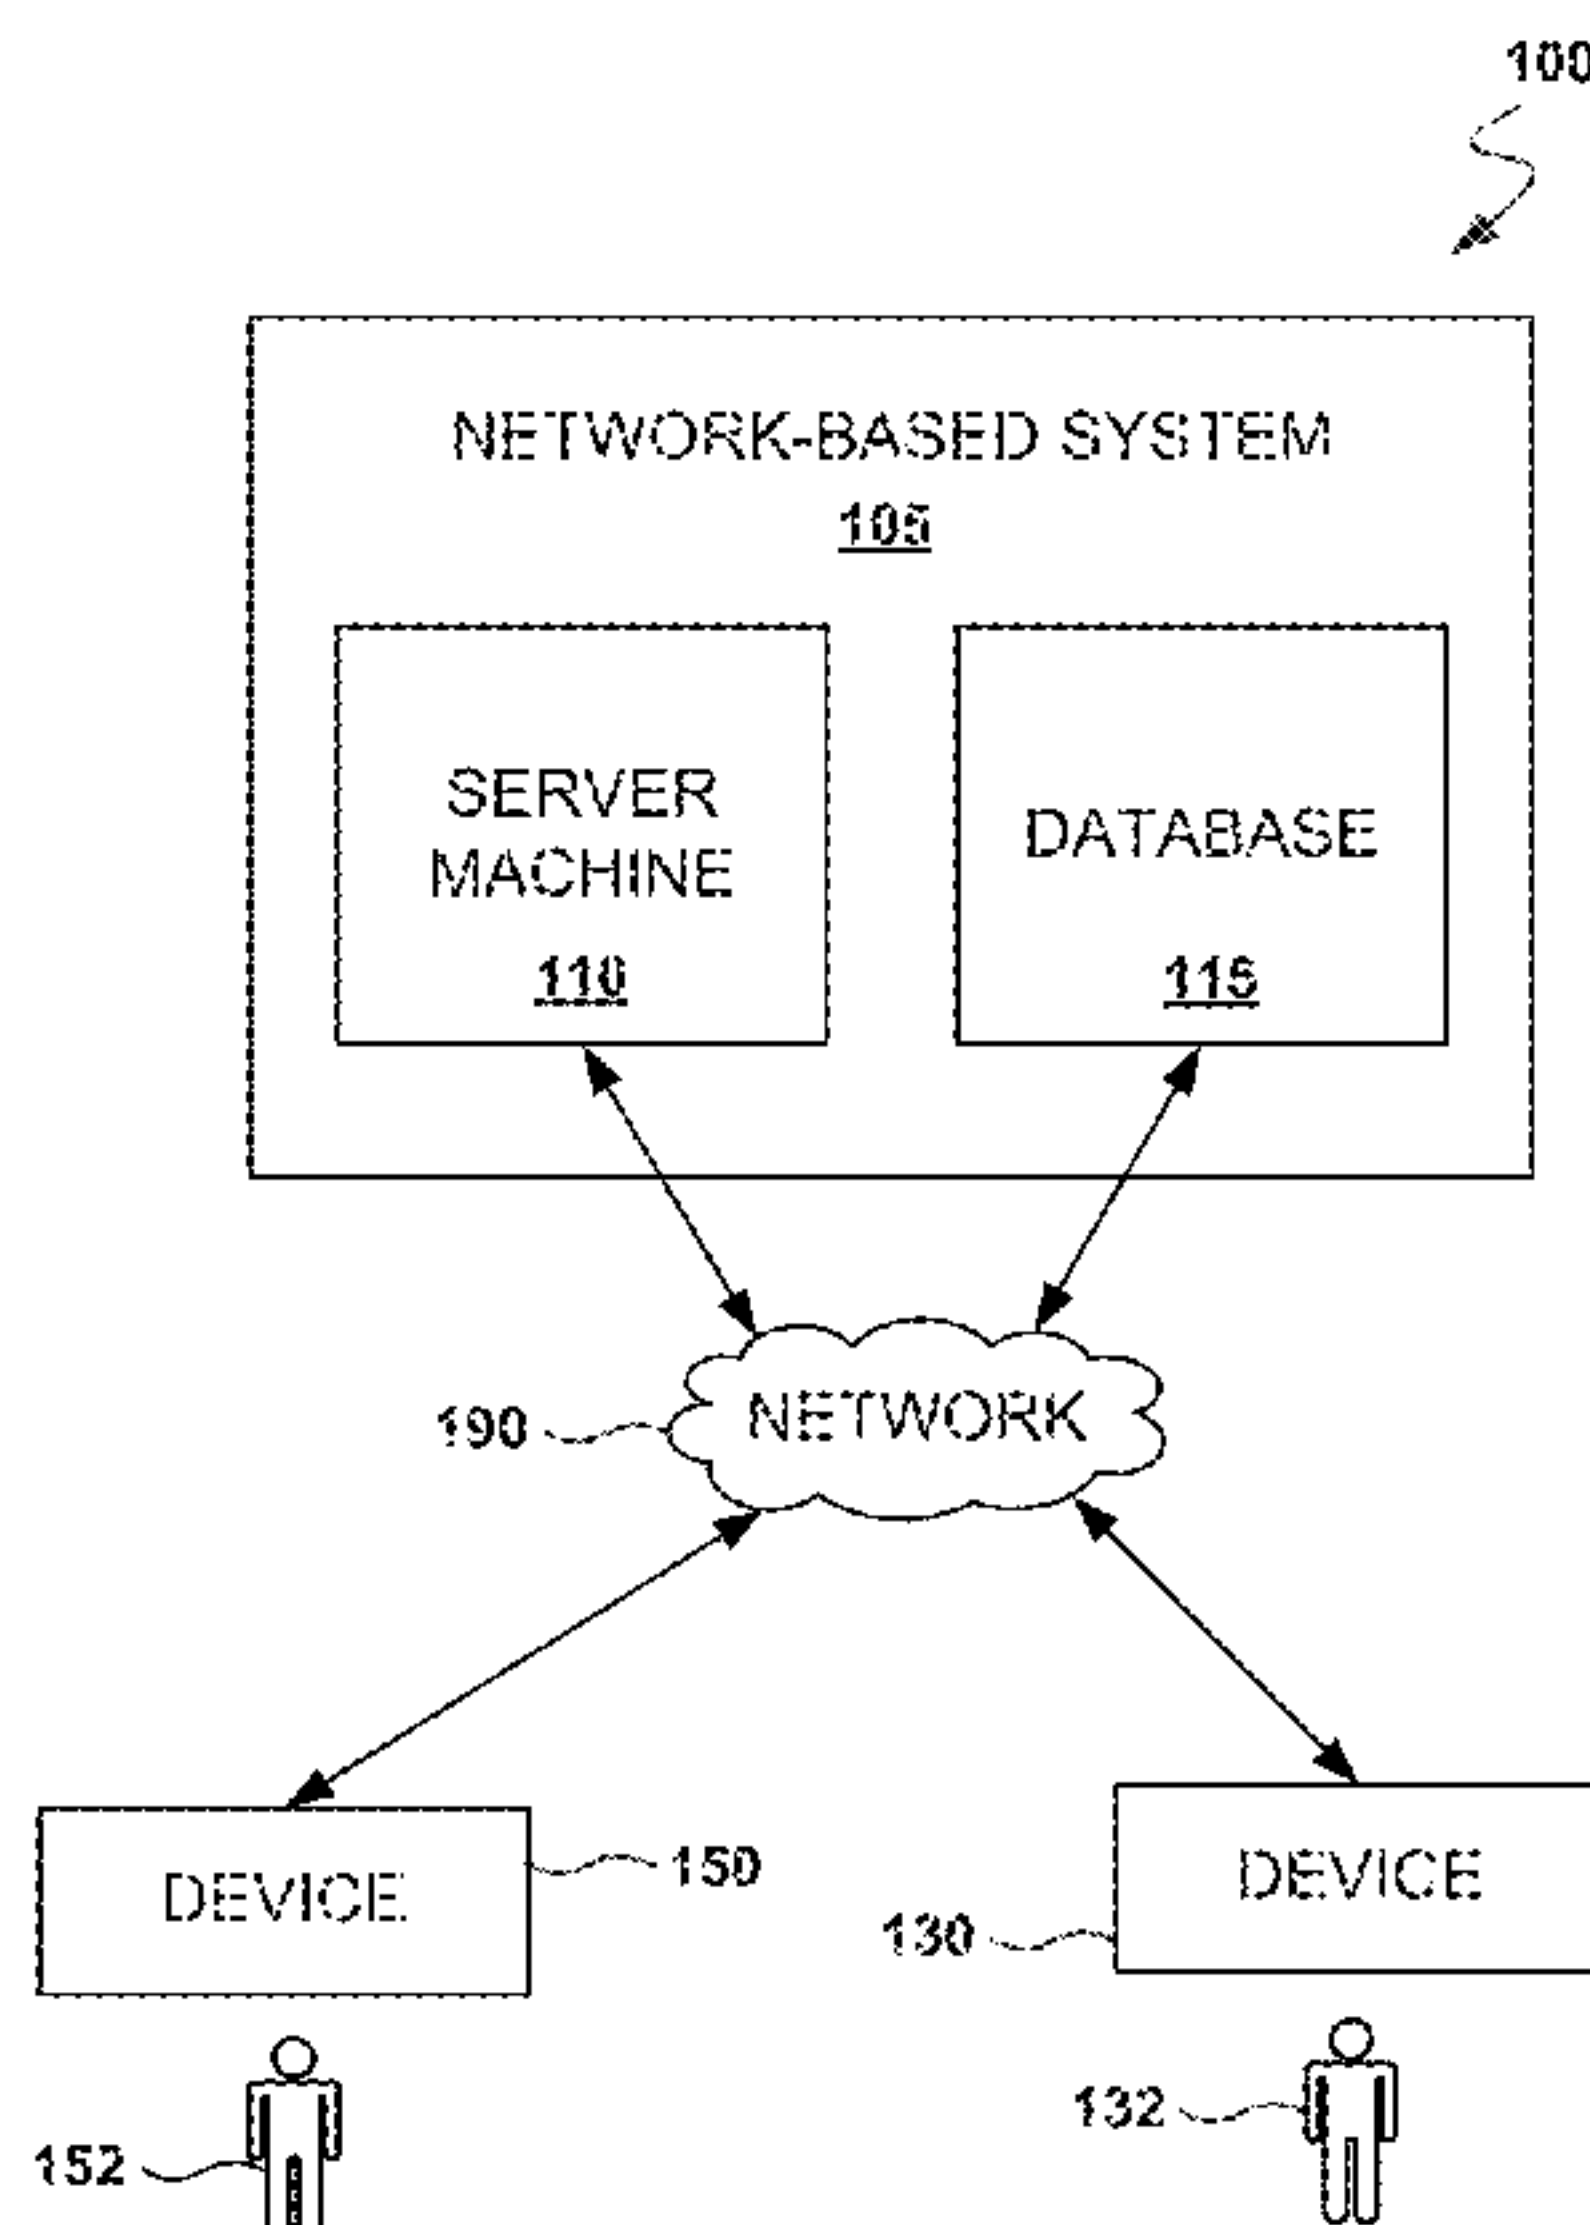 100
NETWORK-BASED SYSTEM
105
SERVER
MACHINE
110
DATABASE
115
190
NETWORK
DEVICE
150
DEVICE
130
132
152